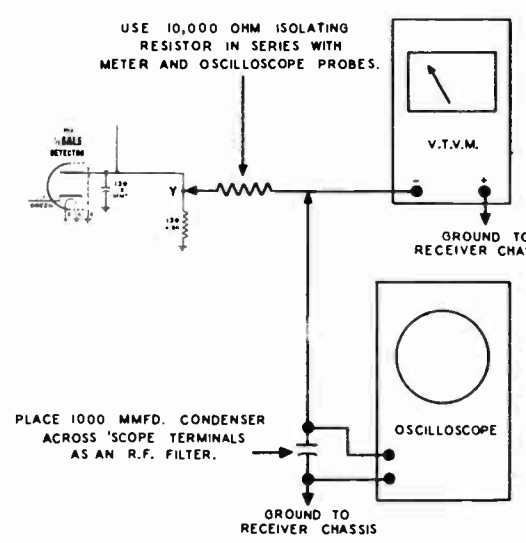 USE 10,000 OHM ISOLATING
RESISTOR IN SERIES WITH
METER AND OSCILLOSCOPE PROBES.
V.T.V.M.
- +
GROUND TO
RECEIVER CHA
DETECTOR
GREEN
Y
PLACE 1000 MMFD. CONDENSER
ACROSS 'SCOPE TERMINALS
AS AN R.F. FILTER.
OSCILLOSCOPE
GROUND TO
RECEIVER CHASSIS